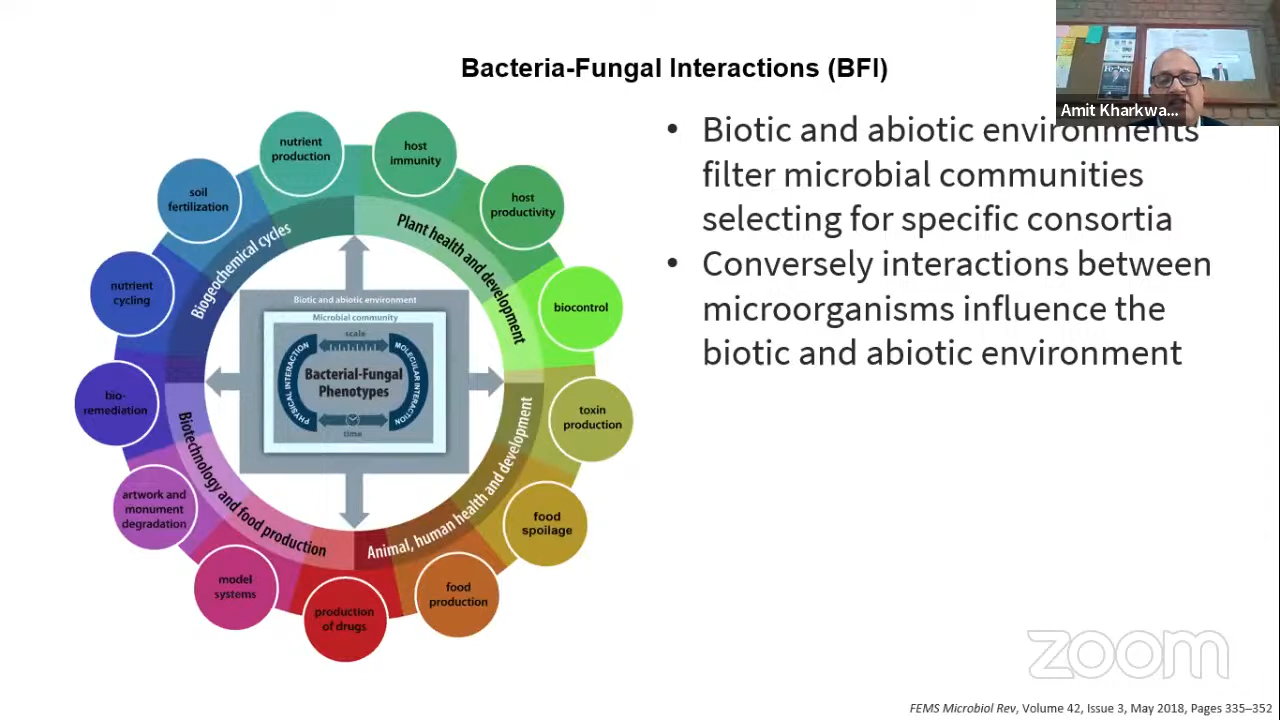 Bacteria-Fungal Interactions (BFI)
Amit Kharkwa...
Forbes
• Biotic and abiotic environments
filter microbial communities
selecting for specific consortia
• Conversely interactions between
microorganisms influence the
biotic and abiotic environment
nutrient
production
host
immunity
host
productivity
biocontrol
toxin
production
food
spoilage
food
production
production
of drugs
model
systems
artwork and
monument
degradation
bio-
remediation
nutrient
cycling
soil
fertilization
Biogeochemical cycles
Plant health and development
Animal, human health and development
Biotechnology and food production
Biotic and abiotic environment
Microbial community
scale
PHYSICAL INTERACTION
MOLECULAR INTERACTION
Bacterial-Fungal
Phenotypes
time
zoom
FEMS Microbiol Rev, Volume 42, Issue 3, May 2018, Pages 335–352